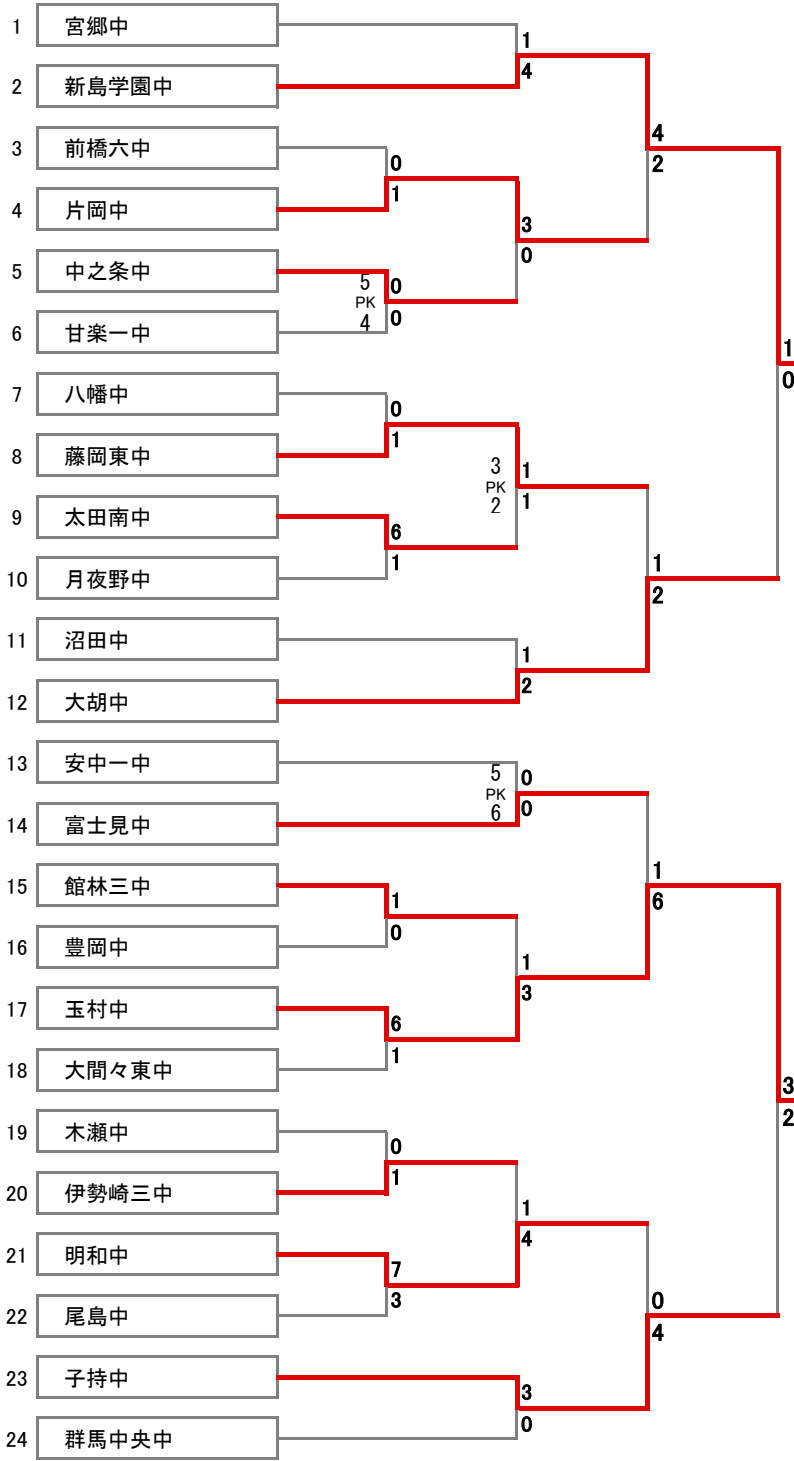 1 宮郷中
1
2 新島学園中
4
4
3 前橋六中
2
0
4 片岡中
1
3
0
5 中之条中
5 0
PK
6 甘楽一中
4 0
1
0
7 八幡中
0
8 藤岡東中
1
3 1
PK
2 1
9 太田南中
6
10 月夜野中
1
1
2
11 沼田中
1
12 大胡中
2
13 安中一中
5 0
PK
14 富士見中
6 0
15 館林三中
1
1
6
16 豊岡中
0
1
3
17 玉村中
6
18 大間々東中
1
3
2
19 木瀬中
0
20 伊勢崎三中
1
1
4
21 明和中
7
22 尾島中
3
0
4
23 子持中
3
24 群馬中央中
0